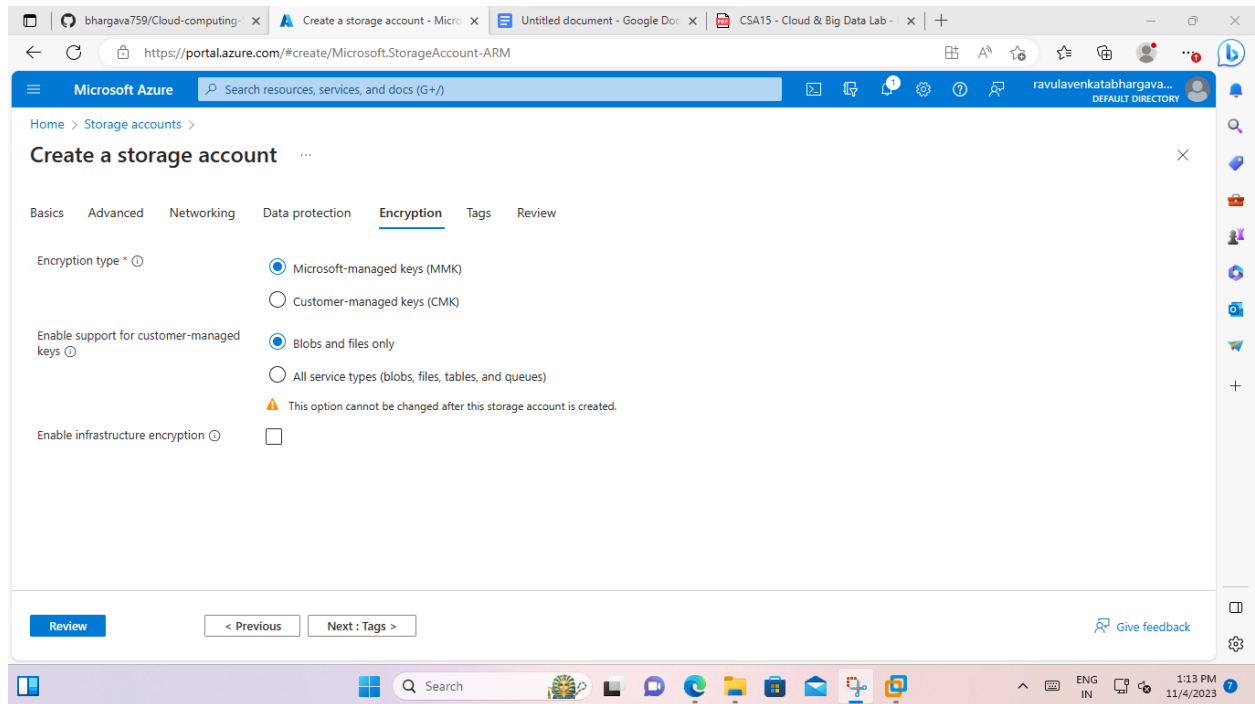 bhargava759/Cloud-computing-
Create a storage account - Micro
Untitled document - Google Doc
CSA15 - Cloud & Big Data Lab -
https://portal.azure.com/#create/Microsoft.StorageAccount-ARM
Microsoft Azure
Search resources, services, and docs (G+/)
1
ravulavenkatabhargava...
DEFAULT DIRECTORY
Home > Storage accounts >
Create a storage account ...
Basics Advanced Networking Data protection Encryption Tags Review
Encryption type *
Microsoft-managed keys (MMK)
Customer-managed keys (CMK)
Enable support for customer-managed
keys
Blobs and files only
All service types (blobs, files, tables, and queues)
This option cannot be changed after this storage account is created.
Enable infrastructure encryption
Review
< Previous
Next : Tags >
Give feedback
Search
ENG
IN
1:13 PM
11/4/2023
7